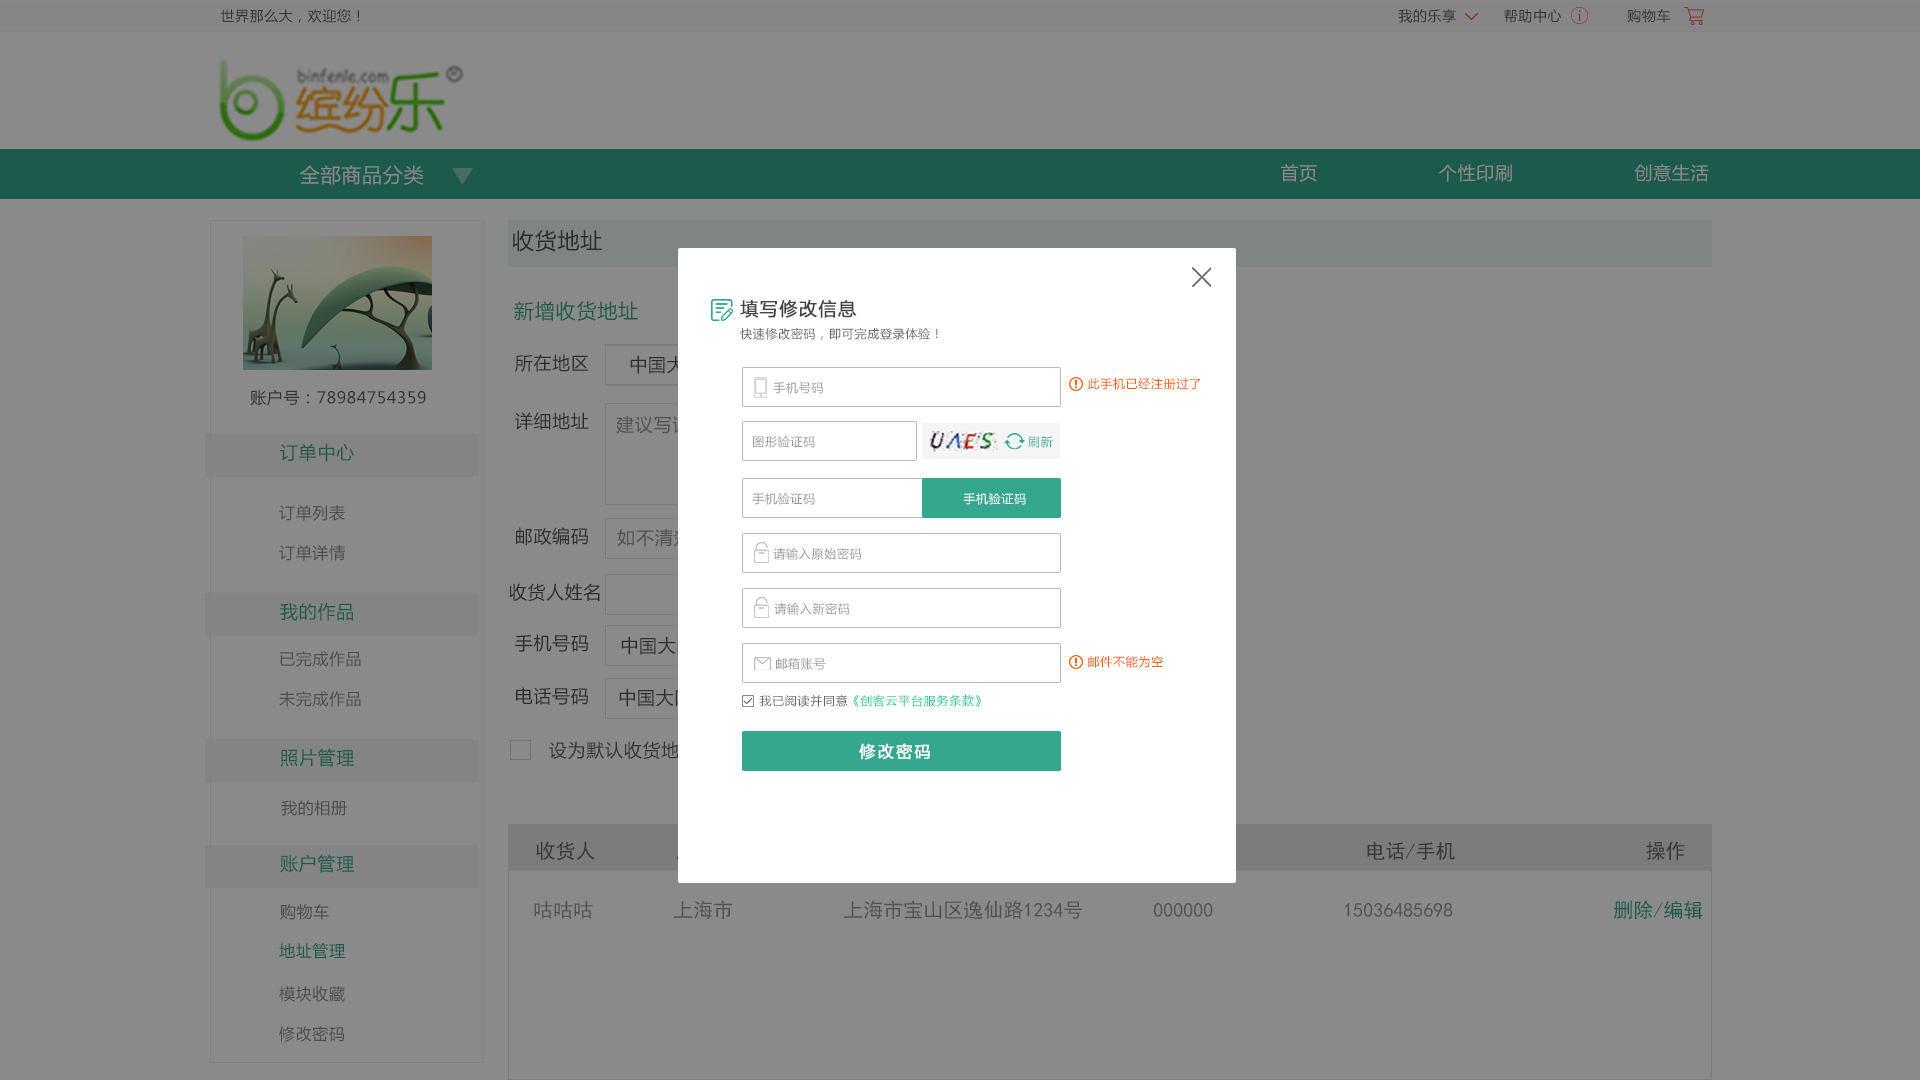 世界那么大，欢迎您！
我的乐享
帮助中心
购物车
binfenle.com
缤纷乐®
全部商品分类
首页
个性印刷
创意生活
账户号：78984754359
订单中心
订单列表
订单详情
我的作品
已完成作品
未完成作品
照片管理
我的相册
账户管理
购物车
地址管理
模块收藏
修改密码
收货地址
新增收货地址
所在地区
中国大
详细地址
建议写
邮政编码
如不清
收货人姓名
手机号码
中国大
电话号码
中国大
设为默认收货地
填写修改信息
快速修改密码，即可完成登录体验！
手机号码
此手机已经注册过了
图形验证码
UAES
刷新
手机验证码
手机验证码
请输入原始密码
请输入新密码
邮箱账号
邮件不能为空
我已阅读并同意《创客云平台服务条款》
修改密码
收货人
电话/手机
操作
咕咕咕
上海市
上海市宝山区逸仙路1234号
000000
15036485698
删除/编辑